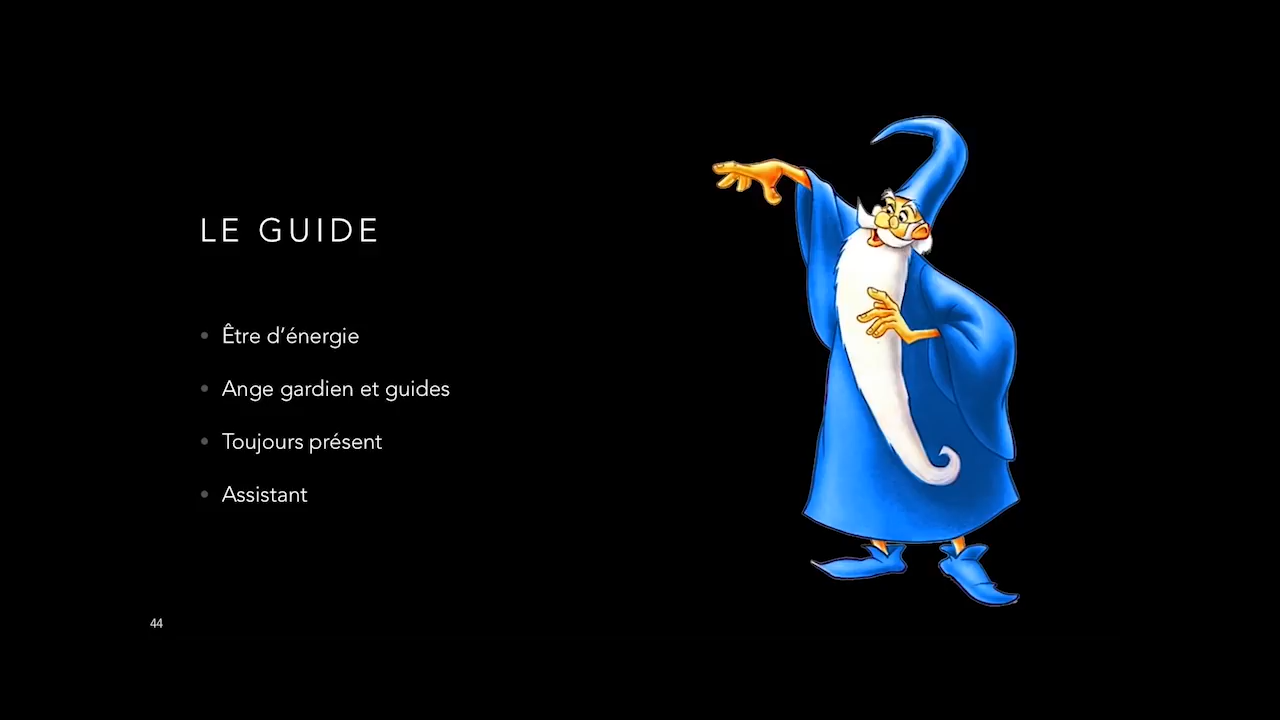 LE GUIDE
• Être d’énergie
• Ange gardien et guides
• Toujours présent
• Assistant
44